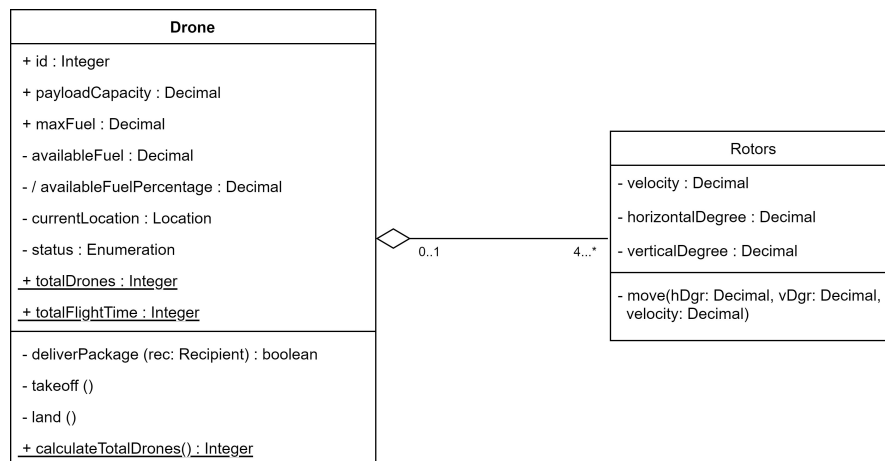 Drone
+ id : Integer
+ payloadCapacity : Decimal
+ maxFuel : Decimal
- availableFuel : Decimal
- / availableFuelPercentage : Decimal
- currentLocation : Location
- status : Enumeration
+ totalDrones : Integer
+ totalFlightTime : Integer
- deliverPackage (rec: Recipient) : boolean
- takeoff ()
- land ()
+ calculateTotalDrones() : Integer
0..1
4...*
Rotors
- velocity : Decimal
- horizontalDegree : Decimal
- verticalDegree : Decimal
- move(hDgr: Decimal, vDgr: Decimal,
velocity: Decimal)